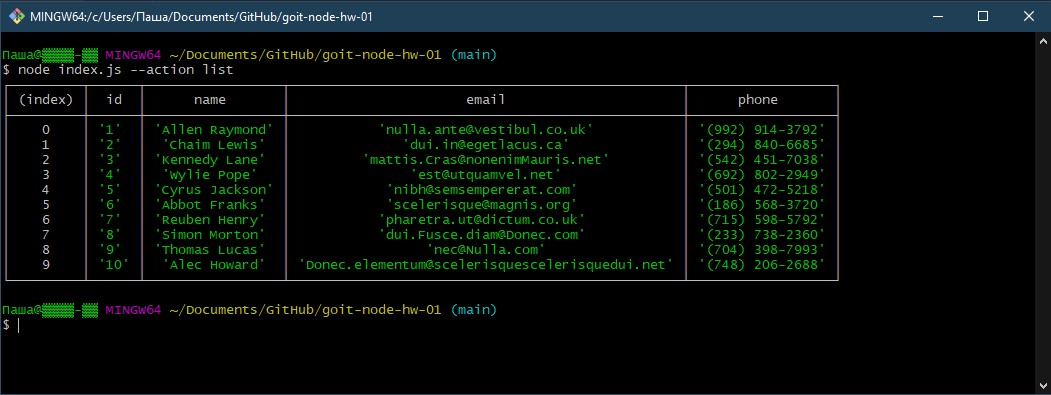 MINGW64:/c/Users/Паша/Documents/GitHub/goit-node-hw-01
Паша@▒▒▒▒-▒▒ MINGW64 ~/Documents/GitHub/goit-node-hw-01 (main)
$ node index.js --action list
(index) id name email phone
0 '1' 'Allen Raymond' 'nulla.ante@vestibul.co.uk' '(992) 914-3792'
1 '2' 'Chaim Lewis' 'dui.in@egetlacus.ca' '(294) 840-6685'
2 '3' 'Kennedy Lane' 'mattis.Cras@nonenimMauris.net' '(542) 451-7038'
3 '4' 'Wylie Pope' 'est@utquamvel.net' '(692) 802-2949'
4 '5' 'Cyrus Jackson' 'nibh@semsempererat.com' '(501) 472-5218'
5 '6' 'Abbot Franks' 'scelerisque@magnis.org' '(186) 568-3720'
6 '7' 'Reuben Henry' 'pharetra.ut@dictum.co.uk' '(715) 598-5792'
7 '8' 'Simon Morton' 'dui.Fusce.diam@Donec.com' '(233) 738-2360'
8 '9' 'Thomas Lucas' 'nec@Nulla.com' '(704) 398-7993'
9 '10' 'Alec Howard' 'Donec.elementum@scelerisquescelerisquedui.net' '(748) 206-2688'
Паша@▒▒▒▒-▒▒ MINGW64 ~/Documents/GitHub/goit-node-hw-01 (main)
$